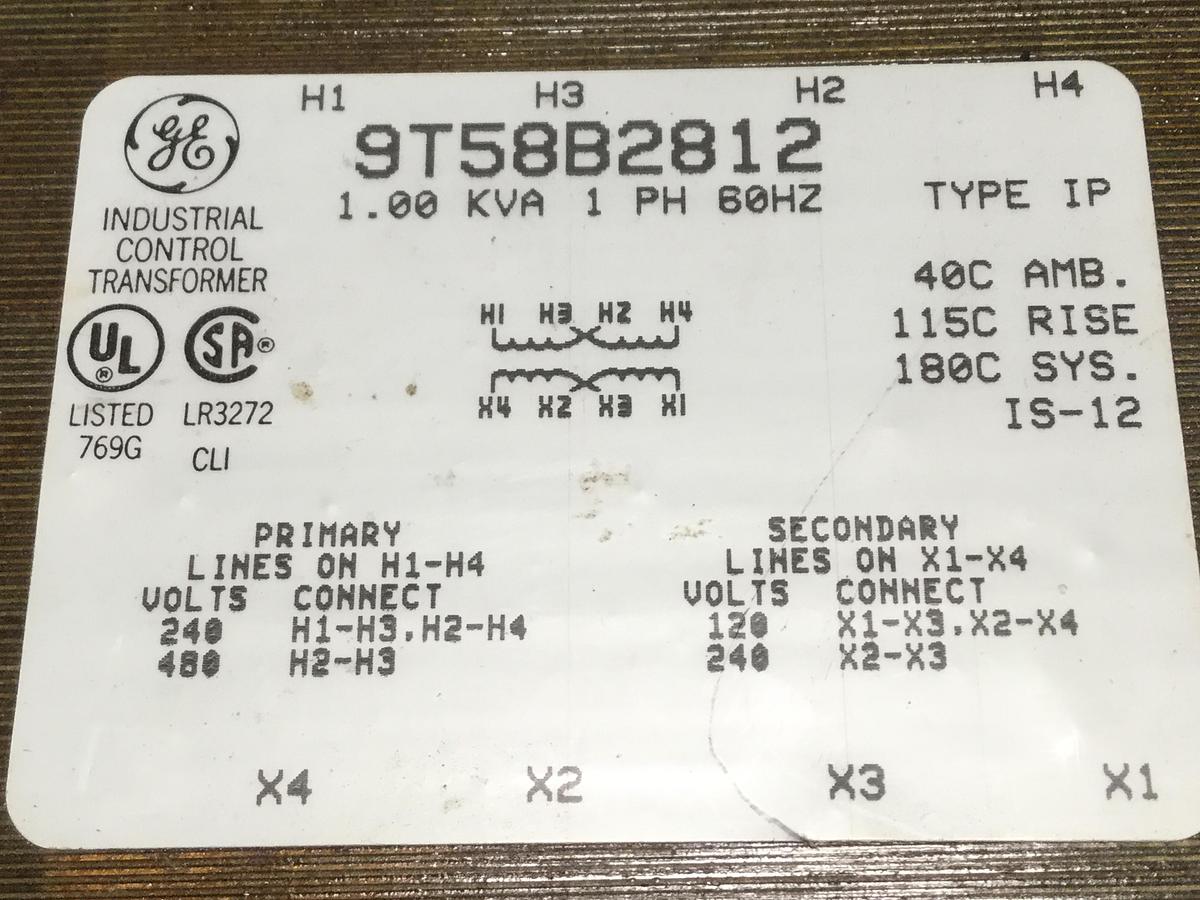 H1 H3 H2 H4
GE
9T58B2812
1.00 KVA 1 PH 60HZ
TYPE IP
INDUSTRIAL
CONTROL
TRANSFORMER
40C AMB.
115C RISE
180C SYS.
IS-12
H1 H3 H2 H4
X4 X2 X3 X1
UL ®
SA ®
LISTED
769G
LR3272
CLI
PRIMARY
LINES ON H1-H4
VOLTS CONNECT
240 H1-H3,H2-H4
480 H2-H3
SECONDARY
LINES ON X1-X4
VOLTS CONNECT
120 X1-X3,X2-X4
240 X2-X3
X4 X2 X3 X1